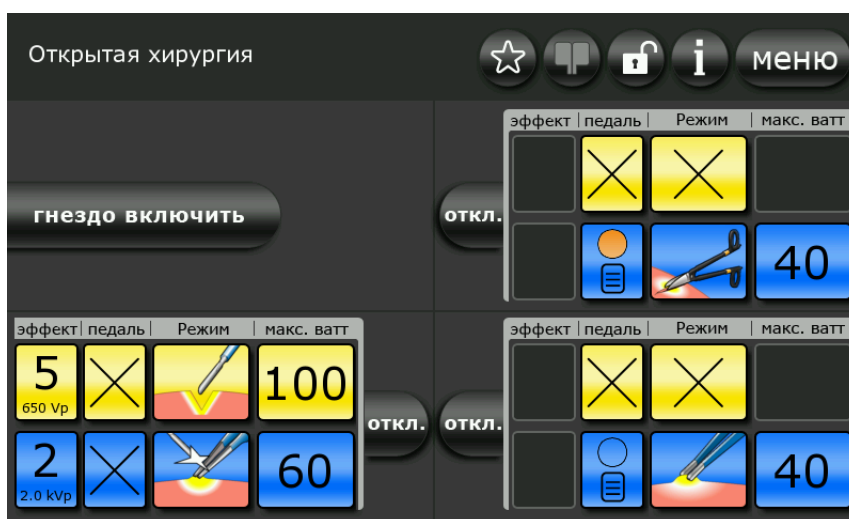 Открытая хирургия
i
меню
эффект педаль Режим макс. ватт
гнездо включить
откл.
40
эффект педаль Режим макс. ватт
5
650 Vp
100
откл.
2
2.0 kVp
60
эффект педаль Режим макс. ватт
откл.
40